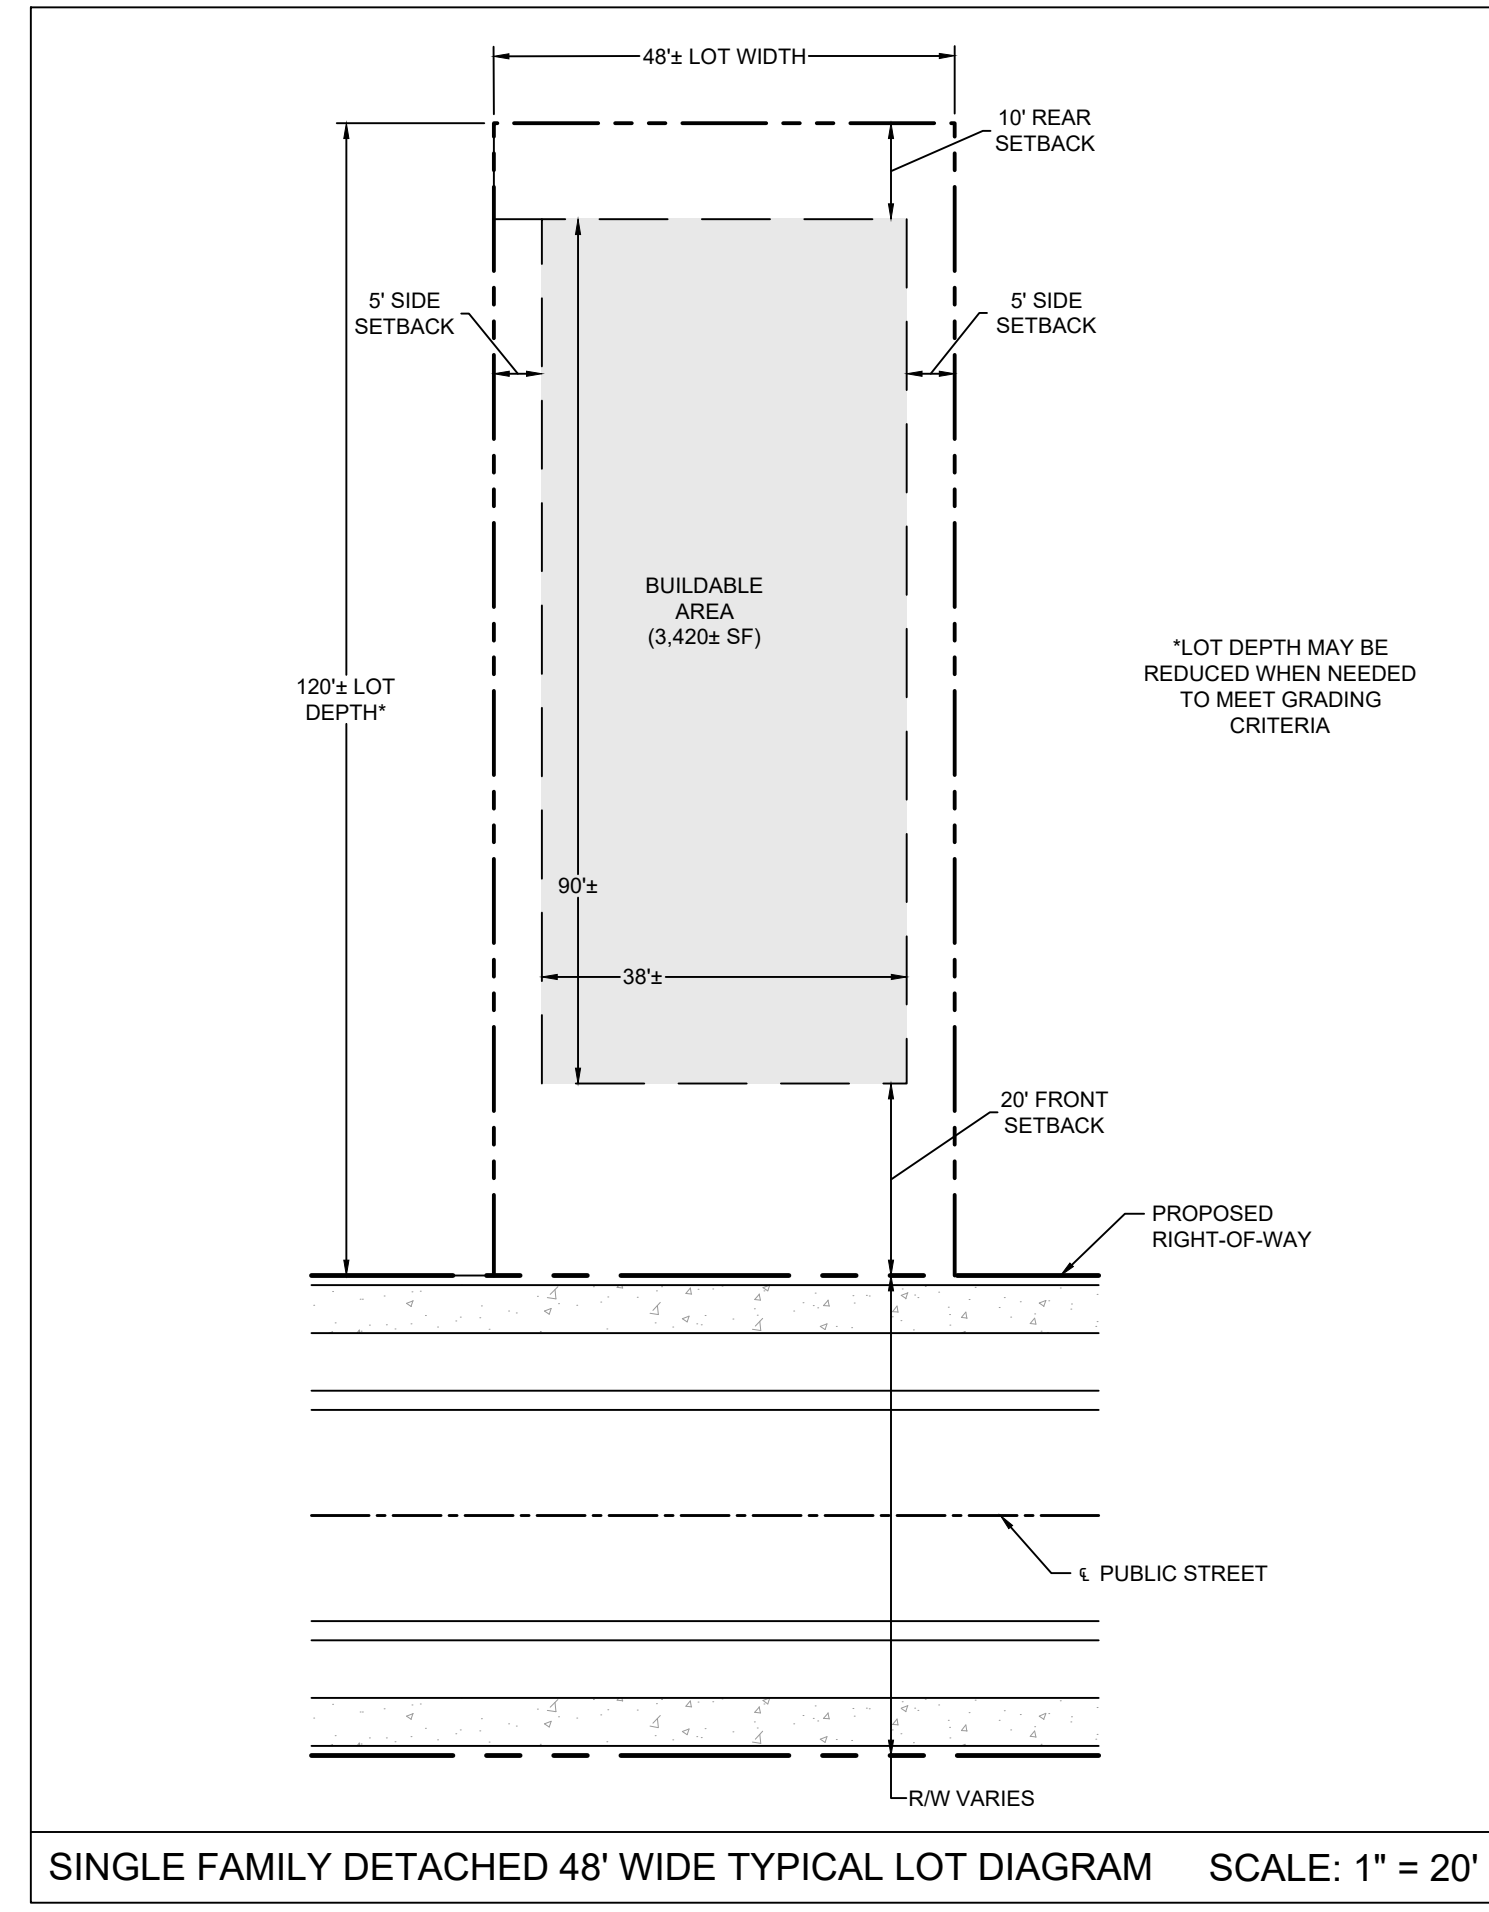 48'± LOT WIDTH
10' REAR
SETBACK
5' SIDE
SETBACK
5' SIDE
SETBACK
BUILDABLE
AREA
(3,420± SF)
*LOT DEPTH MAY BE
REDUCED WHEN NEEDED
TO MEET GRADING
CRITERIA
120'± LOT
DEPTH*
90'±
38'±
20' FRONT
SETBACK
PROPOSED
RIGHT-OF-WAY
℄ PUBLIC STREET
R/W VARIES
SINGLE FAMILY DETACHED 48' WIDE TYPICAL LOT DIAGRAM SCALE: 1" = 20'